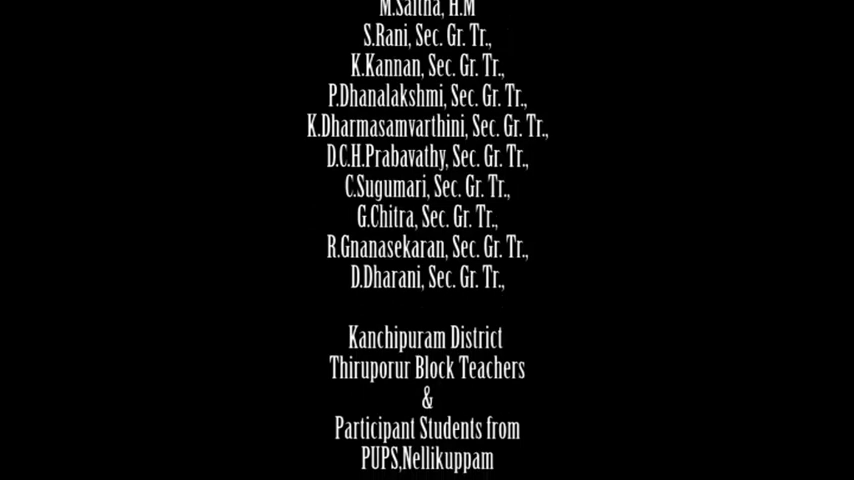 M.Saitha, H.M
S.Rani, Sec. Gr. Tr.,
K.Kannan, Sec. Gr. Tr.,
P.Dhanalakshmi, Sec. Gr. Tr.,
K.Dharmasamvarthini, Sec. Gr. Tr.,
D.C.H.Prabavathy, Sec. Gr. Tr.,
C.Sugumari, Sec. Gr. Tr.,
G.Chitra, Sec. Gr. Tr.,
R.Gnanasekaran, Sec. Gr. Tr.,
D.Dharani, Sec. Gr. Tr.,
Kanchipuram District
Thiruporur Block Teachers
&
Participant Students from
PUPS,Nellikuppam